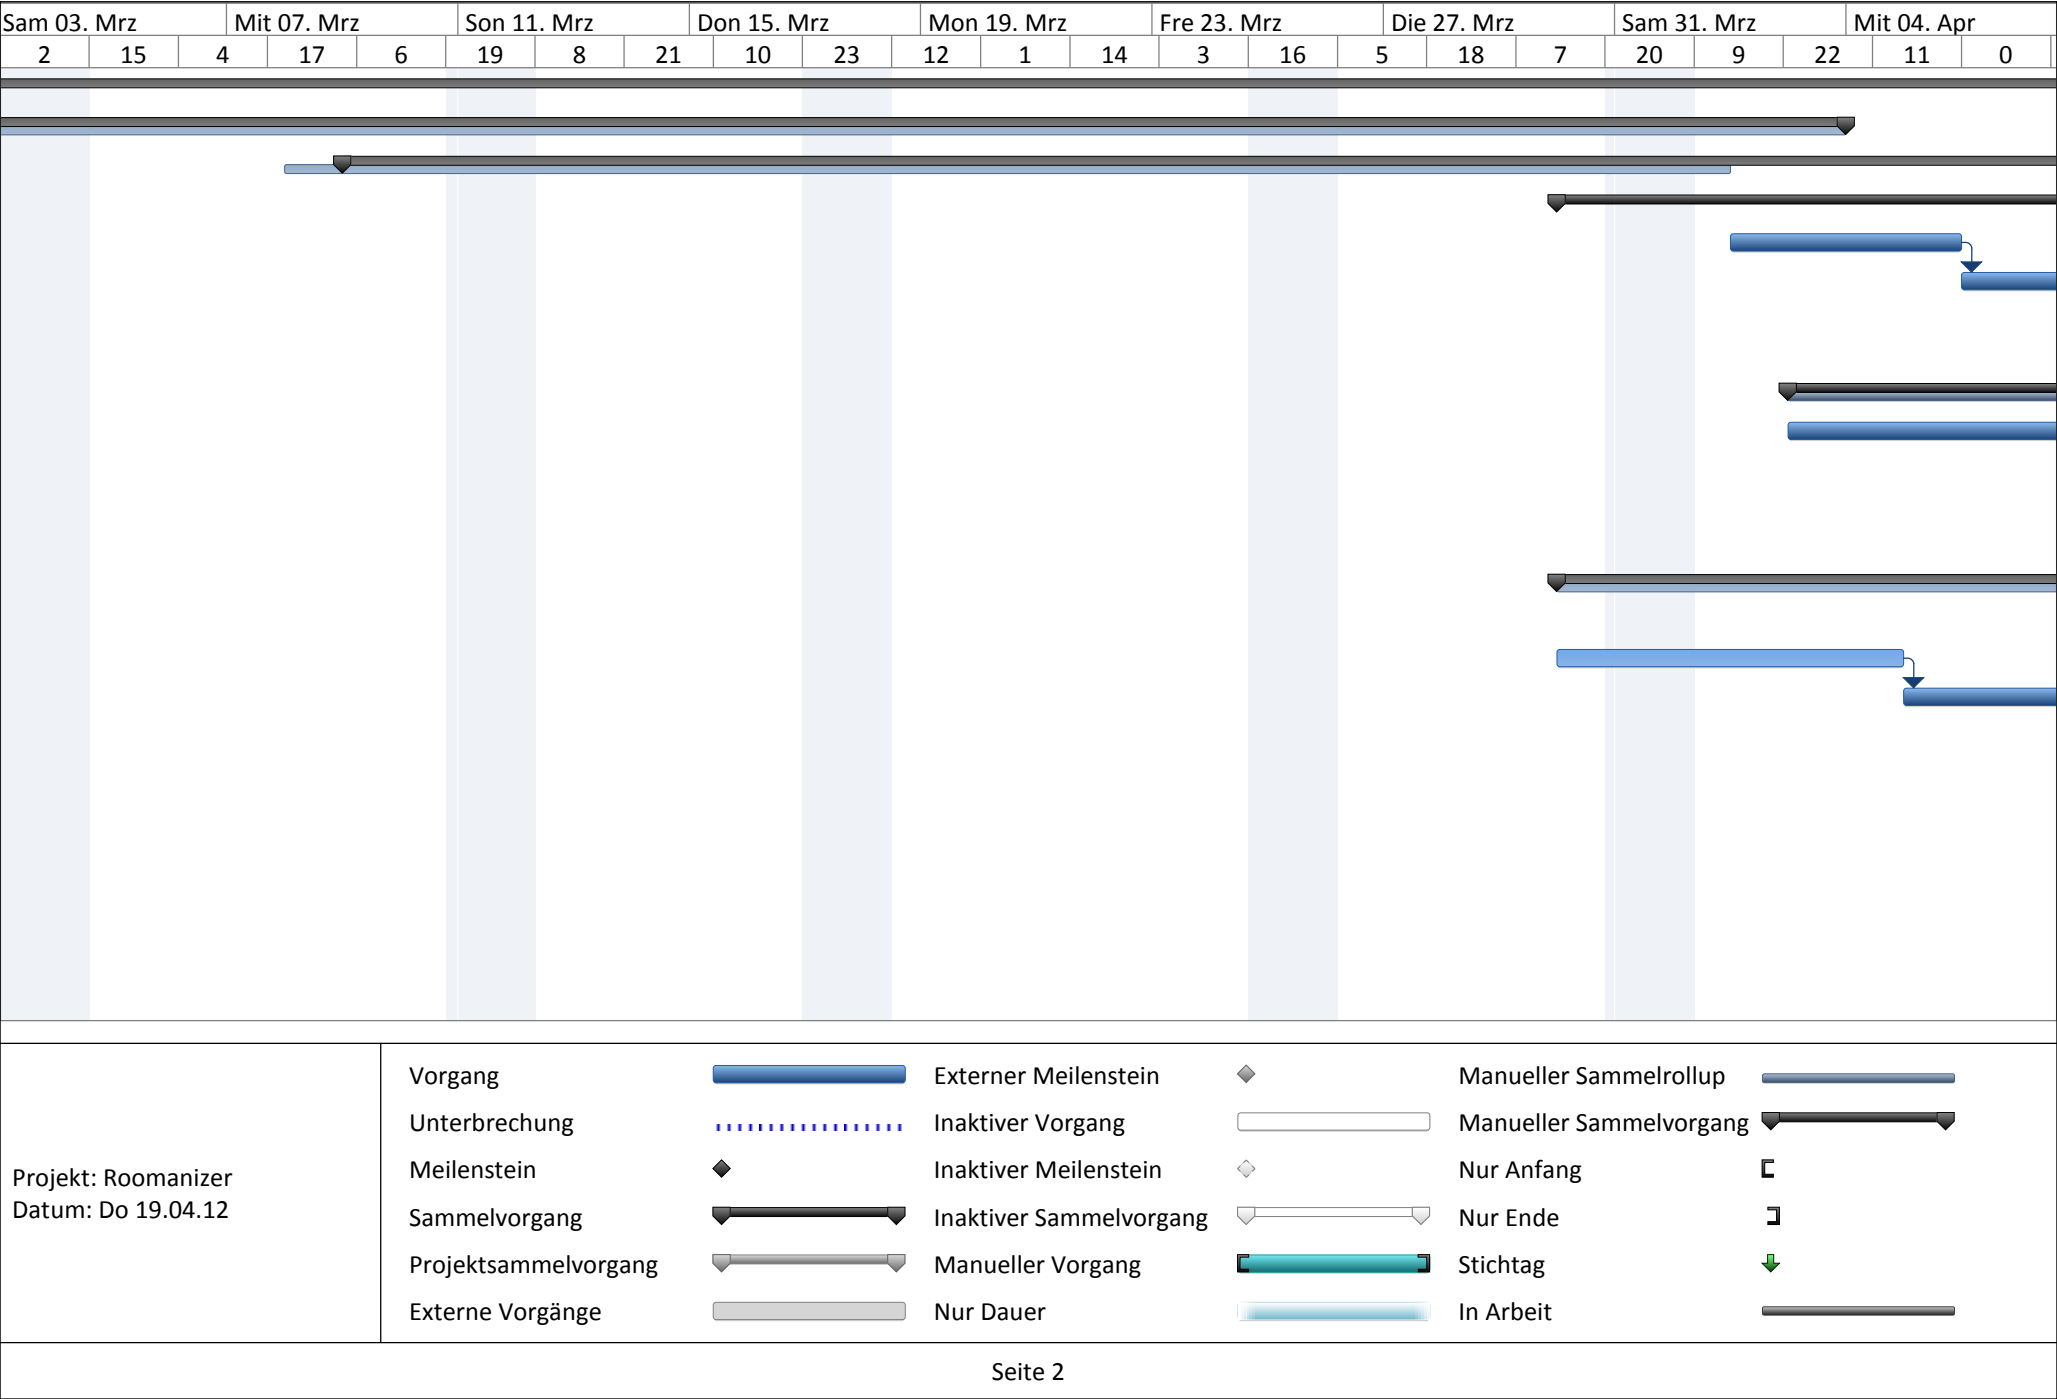 Sam 03. Mrz Mit 07. Mrz Son 11. Mrz Don 15. Mrz Mon 19. Mrz Fre 23. Mrz Die 27. Mrz Sam 31. Mrz Mit 04. Apr
2 15 4 17 6 19 8 21 10 23 12 1 14 3 16 5 18 7 20 9 22 11 0
Projekt: Roomanizer
Datum: Do 19.04.12
Vorgang
Unterbrechung
Meilenstein
Sammelvorgang
Projektsammelvorgang
Externe Vorgänge
Externer Meilenstein
Inaktiver Vorgang
Inaktiver Meilenstein
Inaktiver Sammelvorgang
Manueller Vorgang
Nur Dauer
Manueller Sammelrollup
Manueller Sammelvorgang
Nur Anfang
Nur Ende
Stichtag
In Arbeit
Seite 2